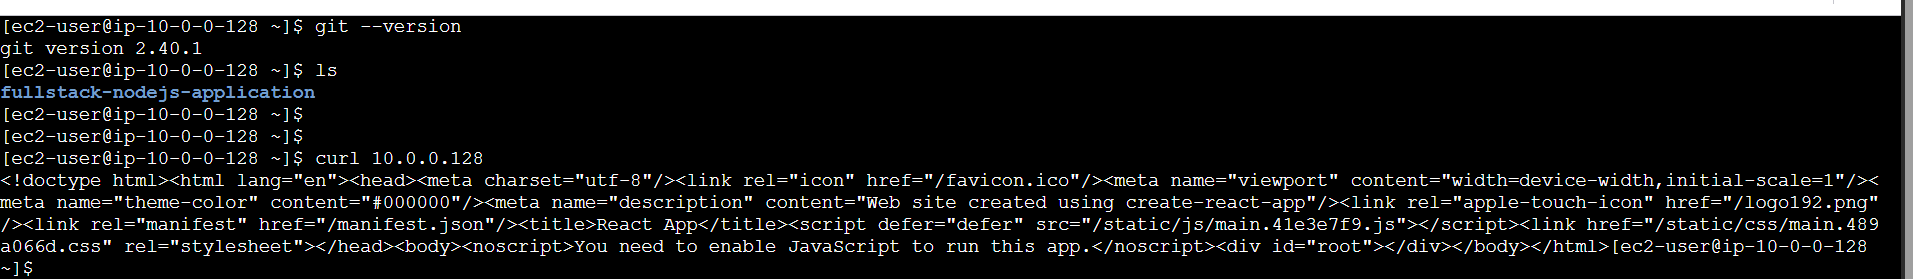 [ec2-user@ip-10-0-0-128 ~]$ git --version
git version 2.40.1
[ec2-user@ip-10-0-0-128 ~]$ ls
fullstack-nodejs-application
[ec2-user@ip-10-0-0-128 ~]$
[ec2-user@ip-10-0-0-128 ~]$
[ec2-user@ip-10-0-0-128 ~]$ curl 10.0.0.128
<!doctype html><html lang="en"><head><meta charset="utf-8"/><link rel="icon" href="/favicon.ico"/><meta name="viewport" content="width=device-width,initial-scale=1"/><
meta name="theme-color" content="#000000"/><meta name="description" content="Web site created using create-react-app"/><link rel="apple-touch-icon" href="/logo192.png"
/><link rel="manifest" href="/manifest.json"/><title>React App</title><script defer="defer" src="/static/js/main.41e3e7f9.js"></script><link href="/static/css/main.489
a066d.css" rel="stylesheet"></head><body><noscript>You need to enable JavaScript to run this app.</noscript><div id="root"></div></body></html>[ec2-user@ip-10-0-0-128
~]$